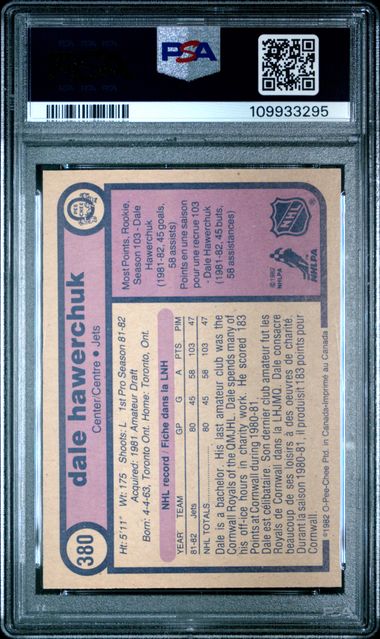 PSA
109933295
380
dale hawerchuk
Center/Centre • Jets
O-PEE-CHEE
Ht: 5'11" Wt: 175 Shoots: L 1st Pro Season 81-82
Acquired: 1981 Amateur Draft
Born: 4-4-63, Toronto Ont. Home: Toronto, Ont.
NHL record / Fiche dans la LNH
YEAR TEAM GP G A PTS PIM
81-82 Jets 80 45 58 103 47
NHL TOTALS 80 45 58 103 47
Dale is a bachelor. His last amateur club was the
Cornwall Royals of the QMJHL. Dale spends many of
his off-ice hours in charity work. He scored 183
Points at Cornwall during 1980-81.
Dale est célibataire. Son dernier club amateur fut les
Royals de Cornwall dans la LHJMQ. Dale consacre
beaucoup de ses loisirs à des oeuvres de charité.
Durant la saison 1980-81, il produisit 183 points pour
Cornwall.
Most Points, Rookie,
Season 103 - Dale
Hawerchuk
(1981-82, 45 goals,
58 assists)
Points en une saison
pour une recrue 103
Dale Hawerchuk
(1981-82, 45 buts,
58 assistances)
©1982
NHLPA
NHLPA
NHL
©1982 O-Pee-Chee Ptd. in Canada-Imprimé au Canada